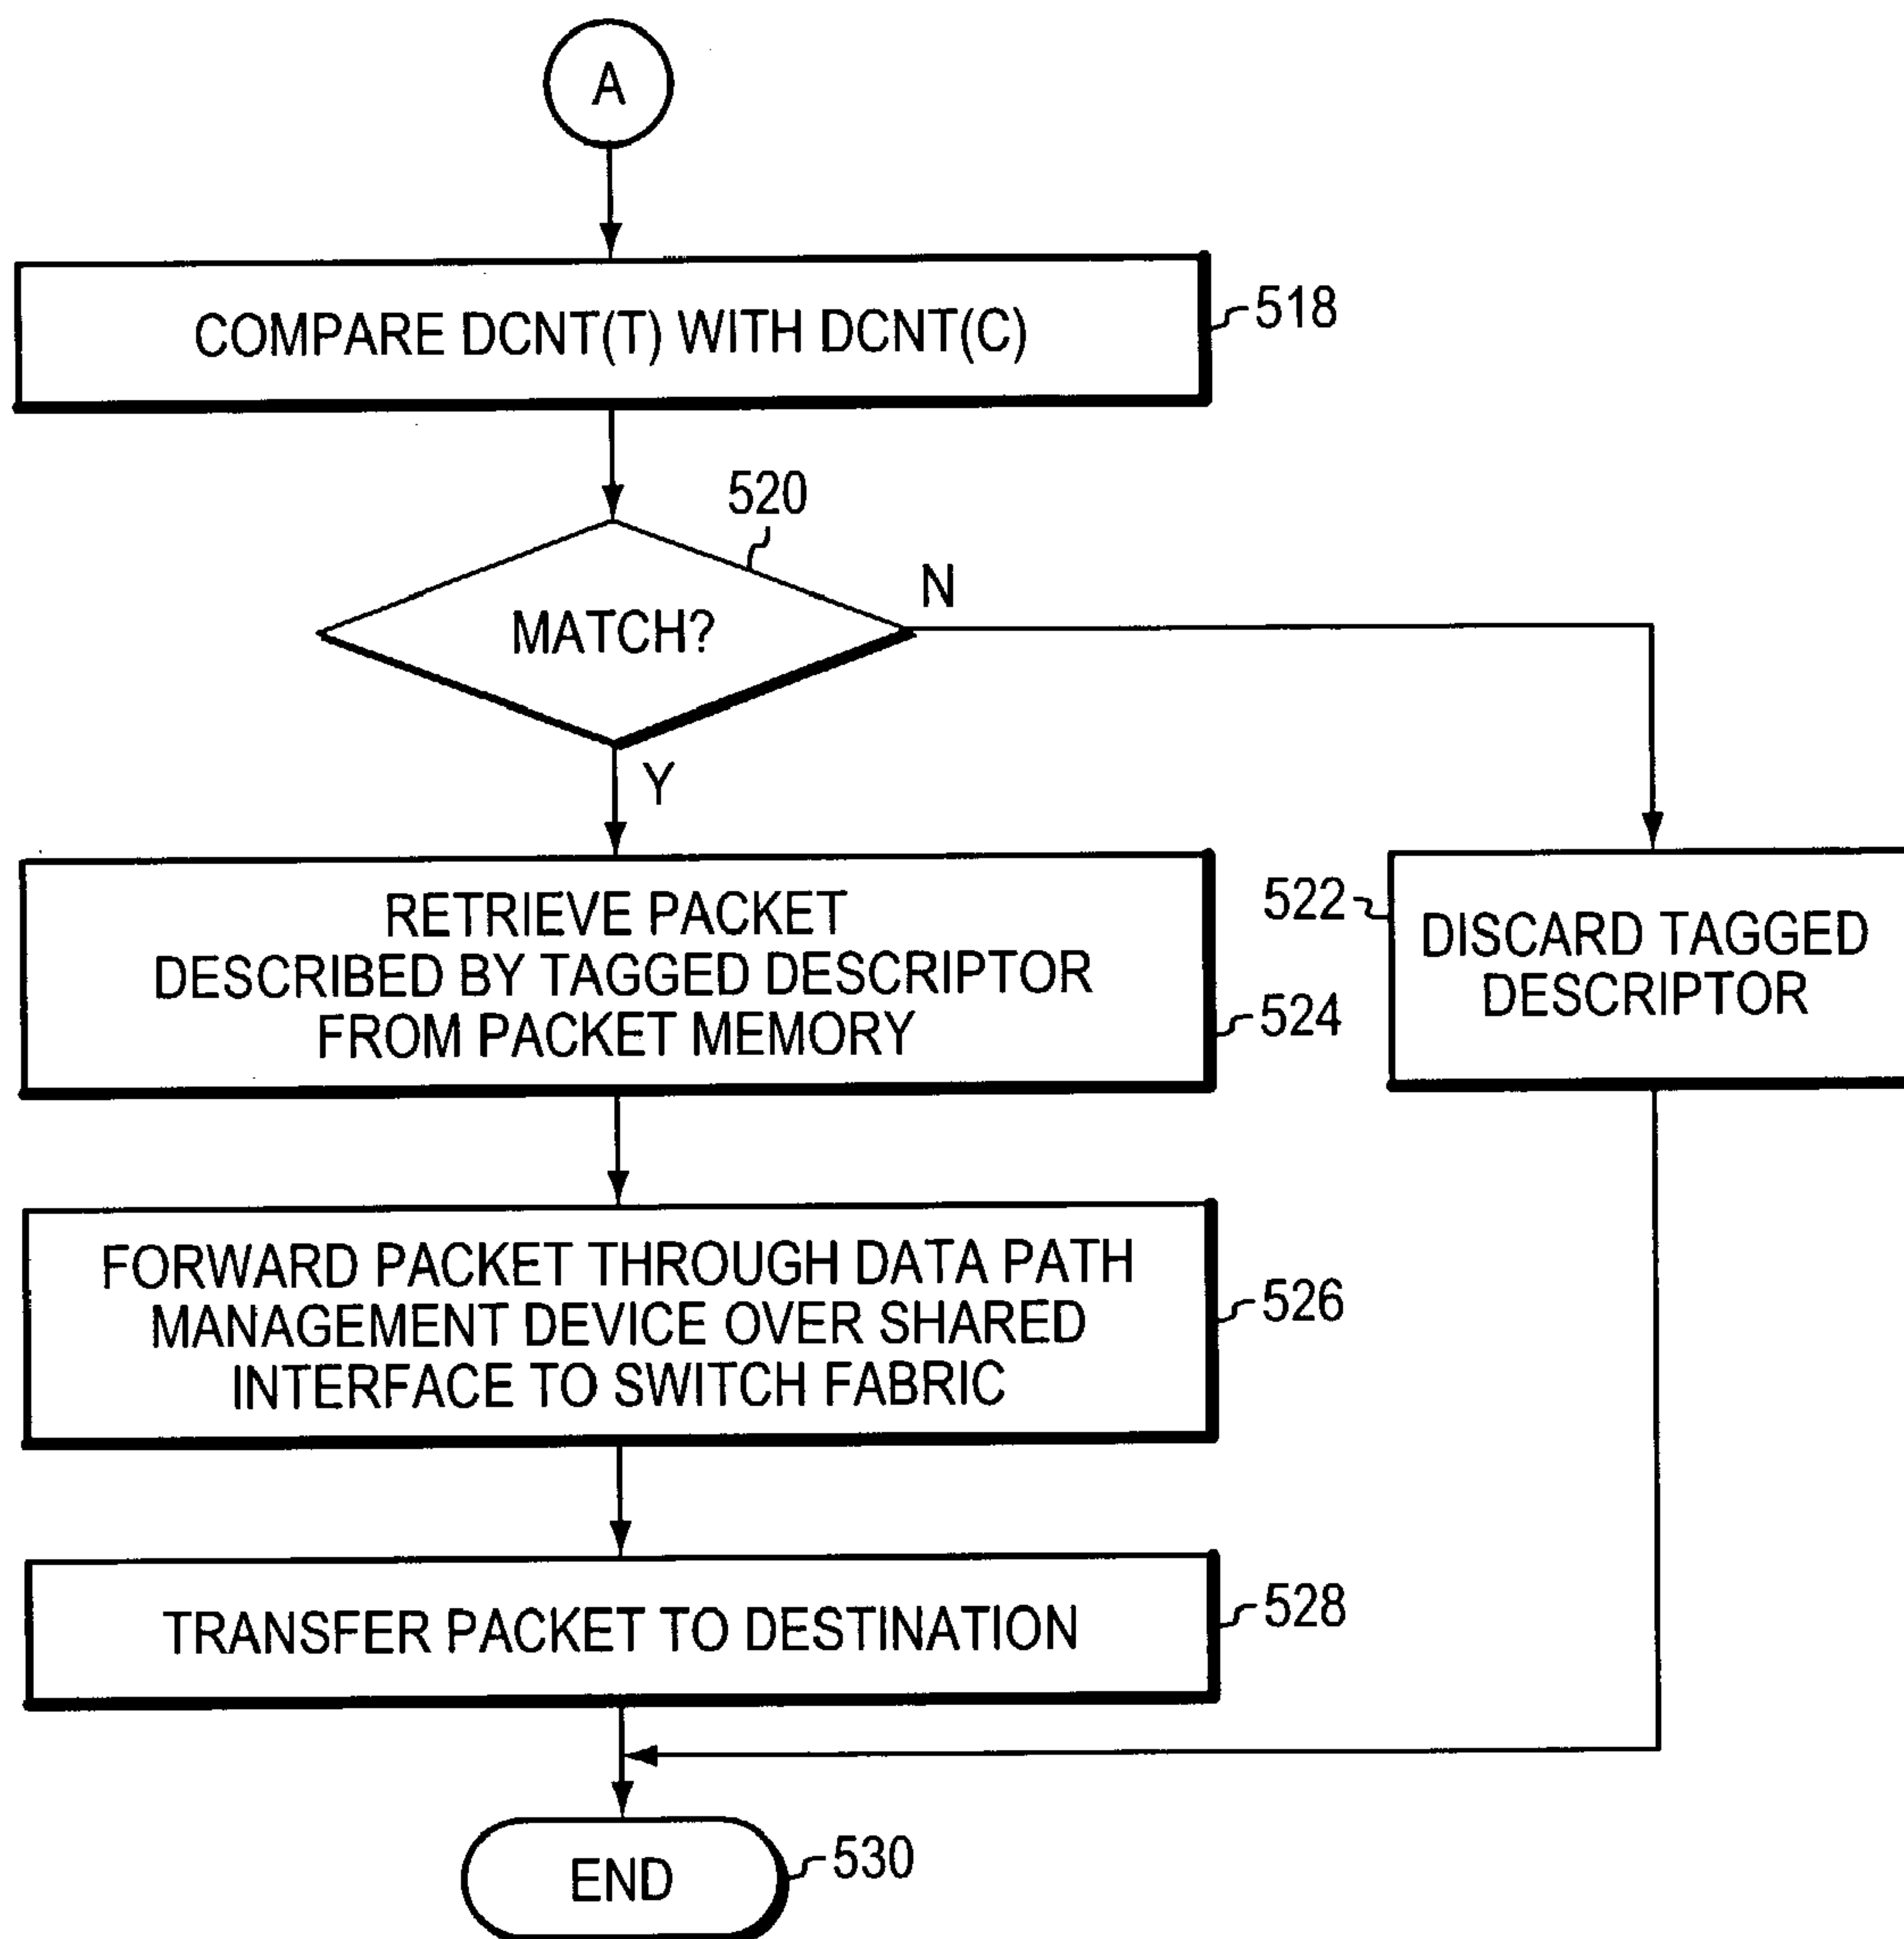 A
COMPARE DCNT(T) WITH DCNT(C)
518
520
MATCH?
N
Y
RETRIEVE PACKET
DESCRIBED BY TAGGED DESCRIPTOR
FROM PACKET MEMORY
524
522
DISCARD TAGGED
DESCRIPTOR
FORWARD PACKET THROUGH DATA PATH
MANAGEMENT DEVICE OVER SHARED
INTERFACE TO SWITCH FABRIC
526
TRANSFER PACKET TO DESTINATION
528
END
530